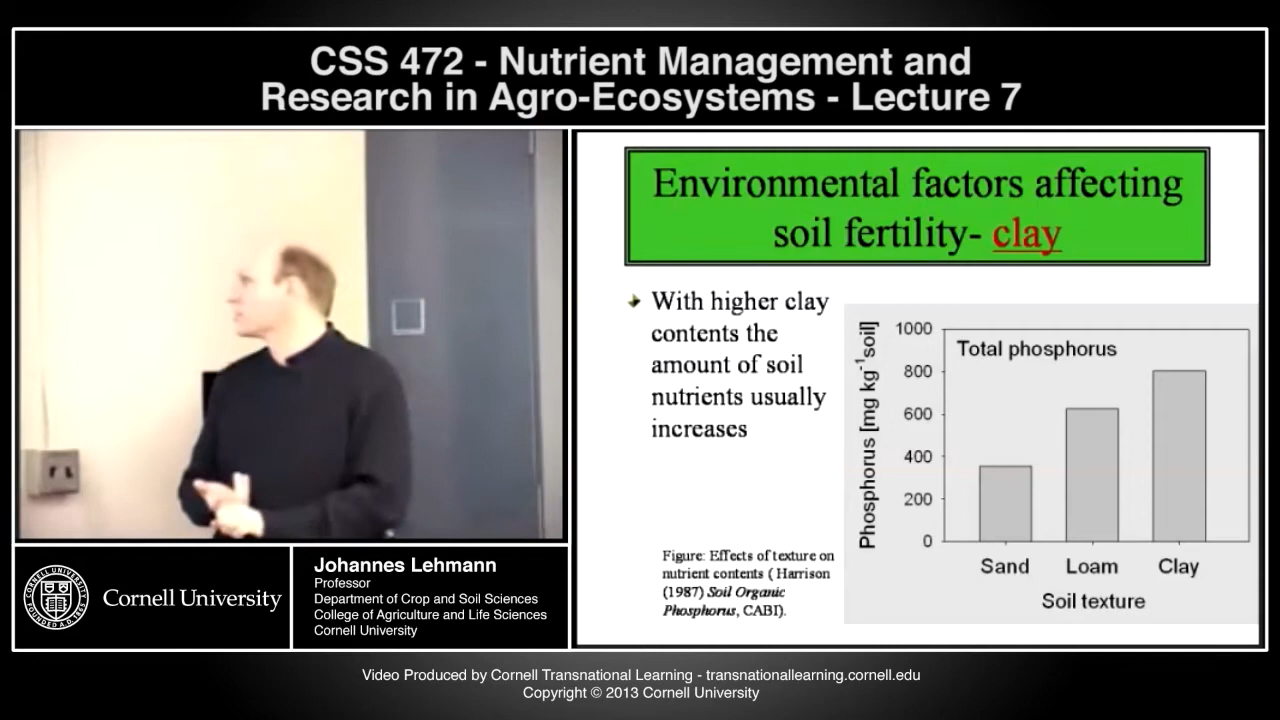 CSS 472 - Nutrient Management and
Research in Agro-Ecosystems - Lecture 7
Environmental factors affecting
soil fertility- clay
With higher clay
contents the
amount of soil
nutrients usually
increases
Figure: Effects of texture on
nutrient contents ( Harrison
(1987) Soil Organic
Phosphorus, CABI).
Phosphorus [mg kg⁻¹soil]
Total phosphorus
1000
800
600
400
200
0
Sand Loam Clay
Soil texture
Cornell University
Johannes Lehmann
Professor
Department of Crop and Soil Sciences
College of Agriculture and Life Sciences
Cornell University
Video Produced by Cornell Transnational Learning - transnationallearning.cornell.edu
Copyright © 2013 Cornell University